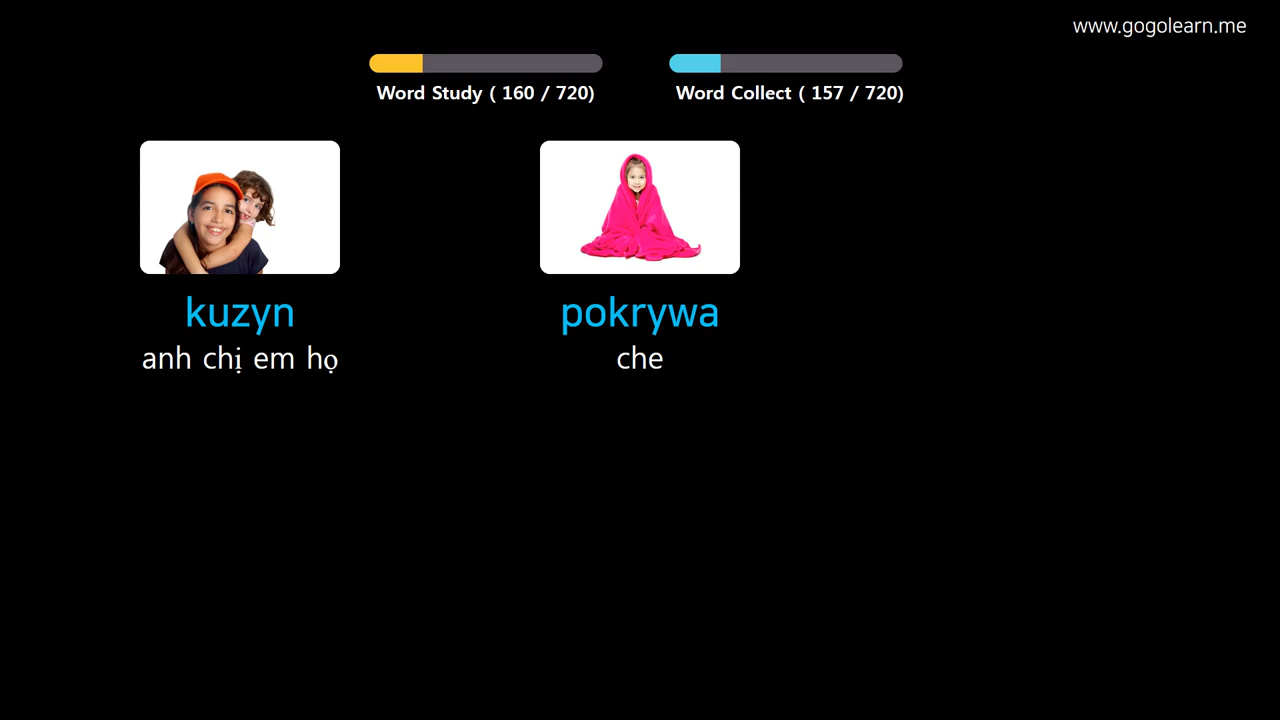 www.gogolearn.me
Word Study ( 160 / 720)
Word Collect ( 157 / 720)
kuzyn
anh chị em họ
pokrywa
che